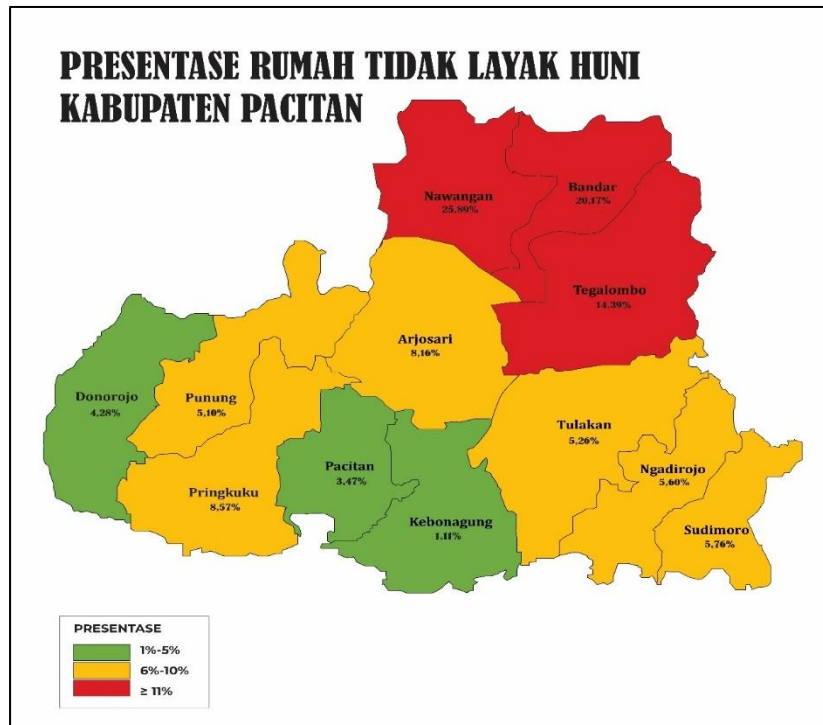 PRESENTASE RUMAH TIDAK LAYAK HUNI
KABUPATEN PACITAN
Nawangan
25,89%
Bandar
20,17%
Tegalombo
14,39%
Arjosari
8,16%
Donorojo
4,28%
Punung
5,10%
Tulakan
5,26%
Pacitan
3,47%
Ngadirojo
5,60%
Pringkuku
8,57%
Kebonagung
1.11%
Sudimoro
5,76%
PRESENTASE
1%-5%
6%-10%
≥ 11%